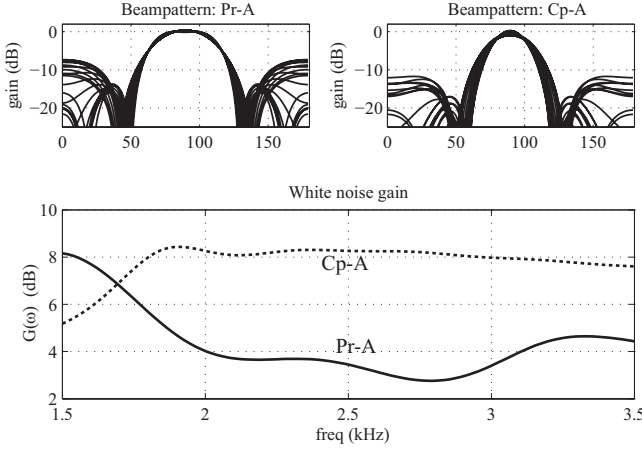 Beampattern: Pr-A
Beampattern: Cp-A
gain (dB)
0
−10
−20
0
50
100
150
gain (dB)
0
−10
−20
0
50
100
150
White noise gain
G(ω) (dB)
10
8
6
4
2
Cp-A
Pr-A
1.5
2
2.5
3
3.5
freq (kHz)